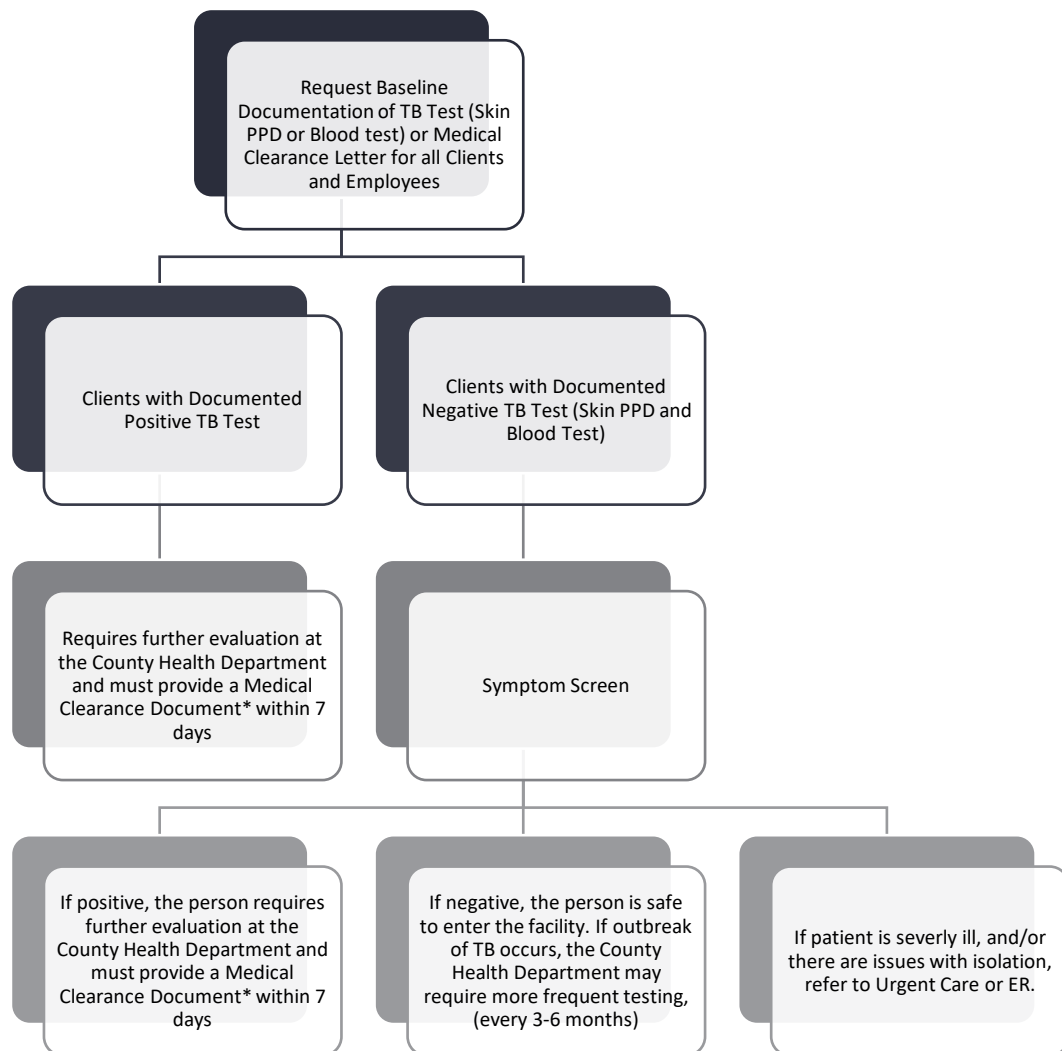 Request Baseline
Documentation of TB Test (Skin
PPD or Blood test) or Medical
Clearance Letter for all Clients
and Employees
Clients with Documented
Positive TB Test
Clients with Documented
Negative TB Test (Skin PPD and
Blood Test)
Requires further evaluation at
the County Health Department
and must provide a Medical
Clearance Document* within 7
days
Symptom Screen
If positive, the person requires
further evaluation at the
County Health Department and
must provide a Medical
Clearance Document* within 7
days
If negative, the person is safe
to enter the facility. If outbreak
of TB occurs, the County
Health Department may
require more frequent testing,
(every 3-6 months)
If patient is severly ill, and/or
there are issues with isolation,
refer to Urgent Care or ER.